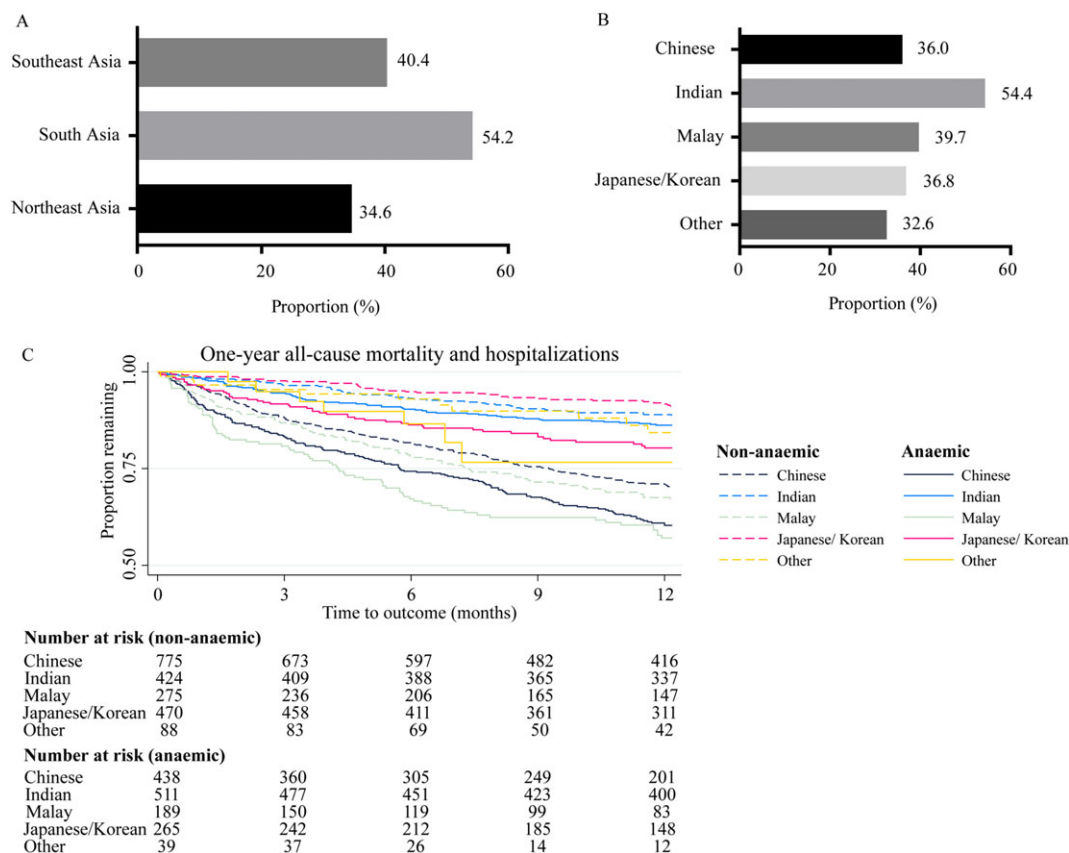 A
Southeast Asia 40.4
South Asia 54.2
Northeast Asia 34.6
0 20 40 60
Proportion (%)
B
Chinese 36.0
Indian 54.4
Malay 39.7
Japanese/Korean 36.8
Other 32.6
0 20 40 60
Proportion (%)
C
One-year all-cause mortality and hospitalizations
Proportion remaining
1.00
0.75
0.50
0 3 6 9 12
Time to outcome (months)
Non-anaemic Anaemic
Chinese Chinese
Indian Indian
Malay Malay
Japanese/ Korean Japanese/ Korean
Other Other
Number at risk (non-anaemic)
Chinese 775 673 597 482 416
Indian 424 409 388 365 337
Malay 275 236 206 165 147
Japanese/Korean 470 458 411 361 311
Other 88 83 69 50 42
Number at risk (anaemic)
Chinese 438 360 305 249 201
Indian 511 477 451 423 400
Malay 189 150 119 99 83
Japanese/Korean 265 242 212 185 148
Other 39 37 26 14 12